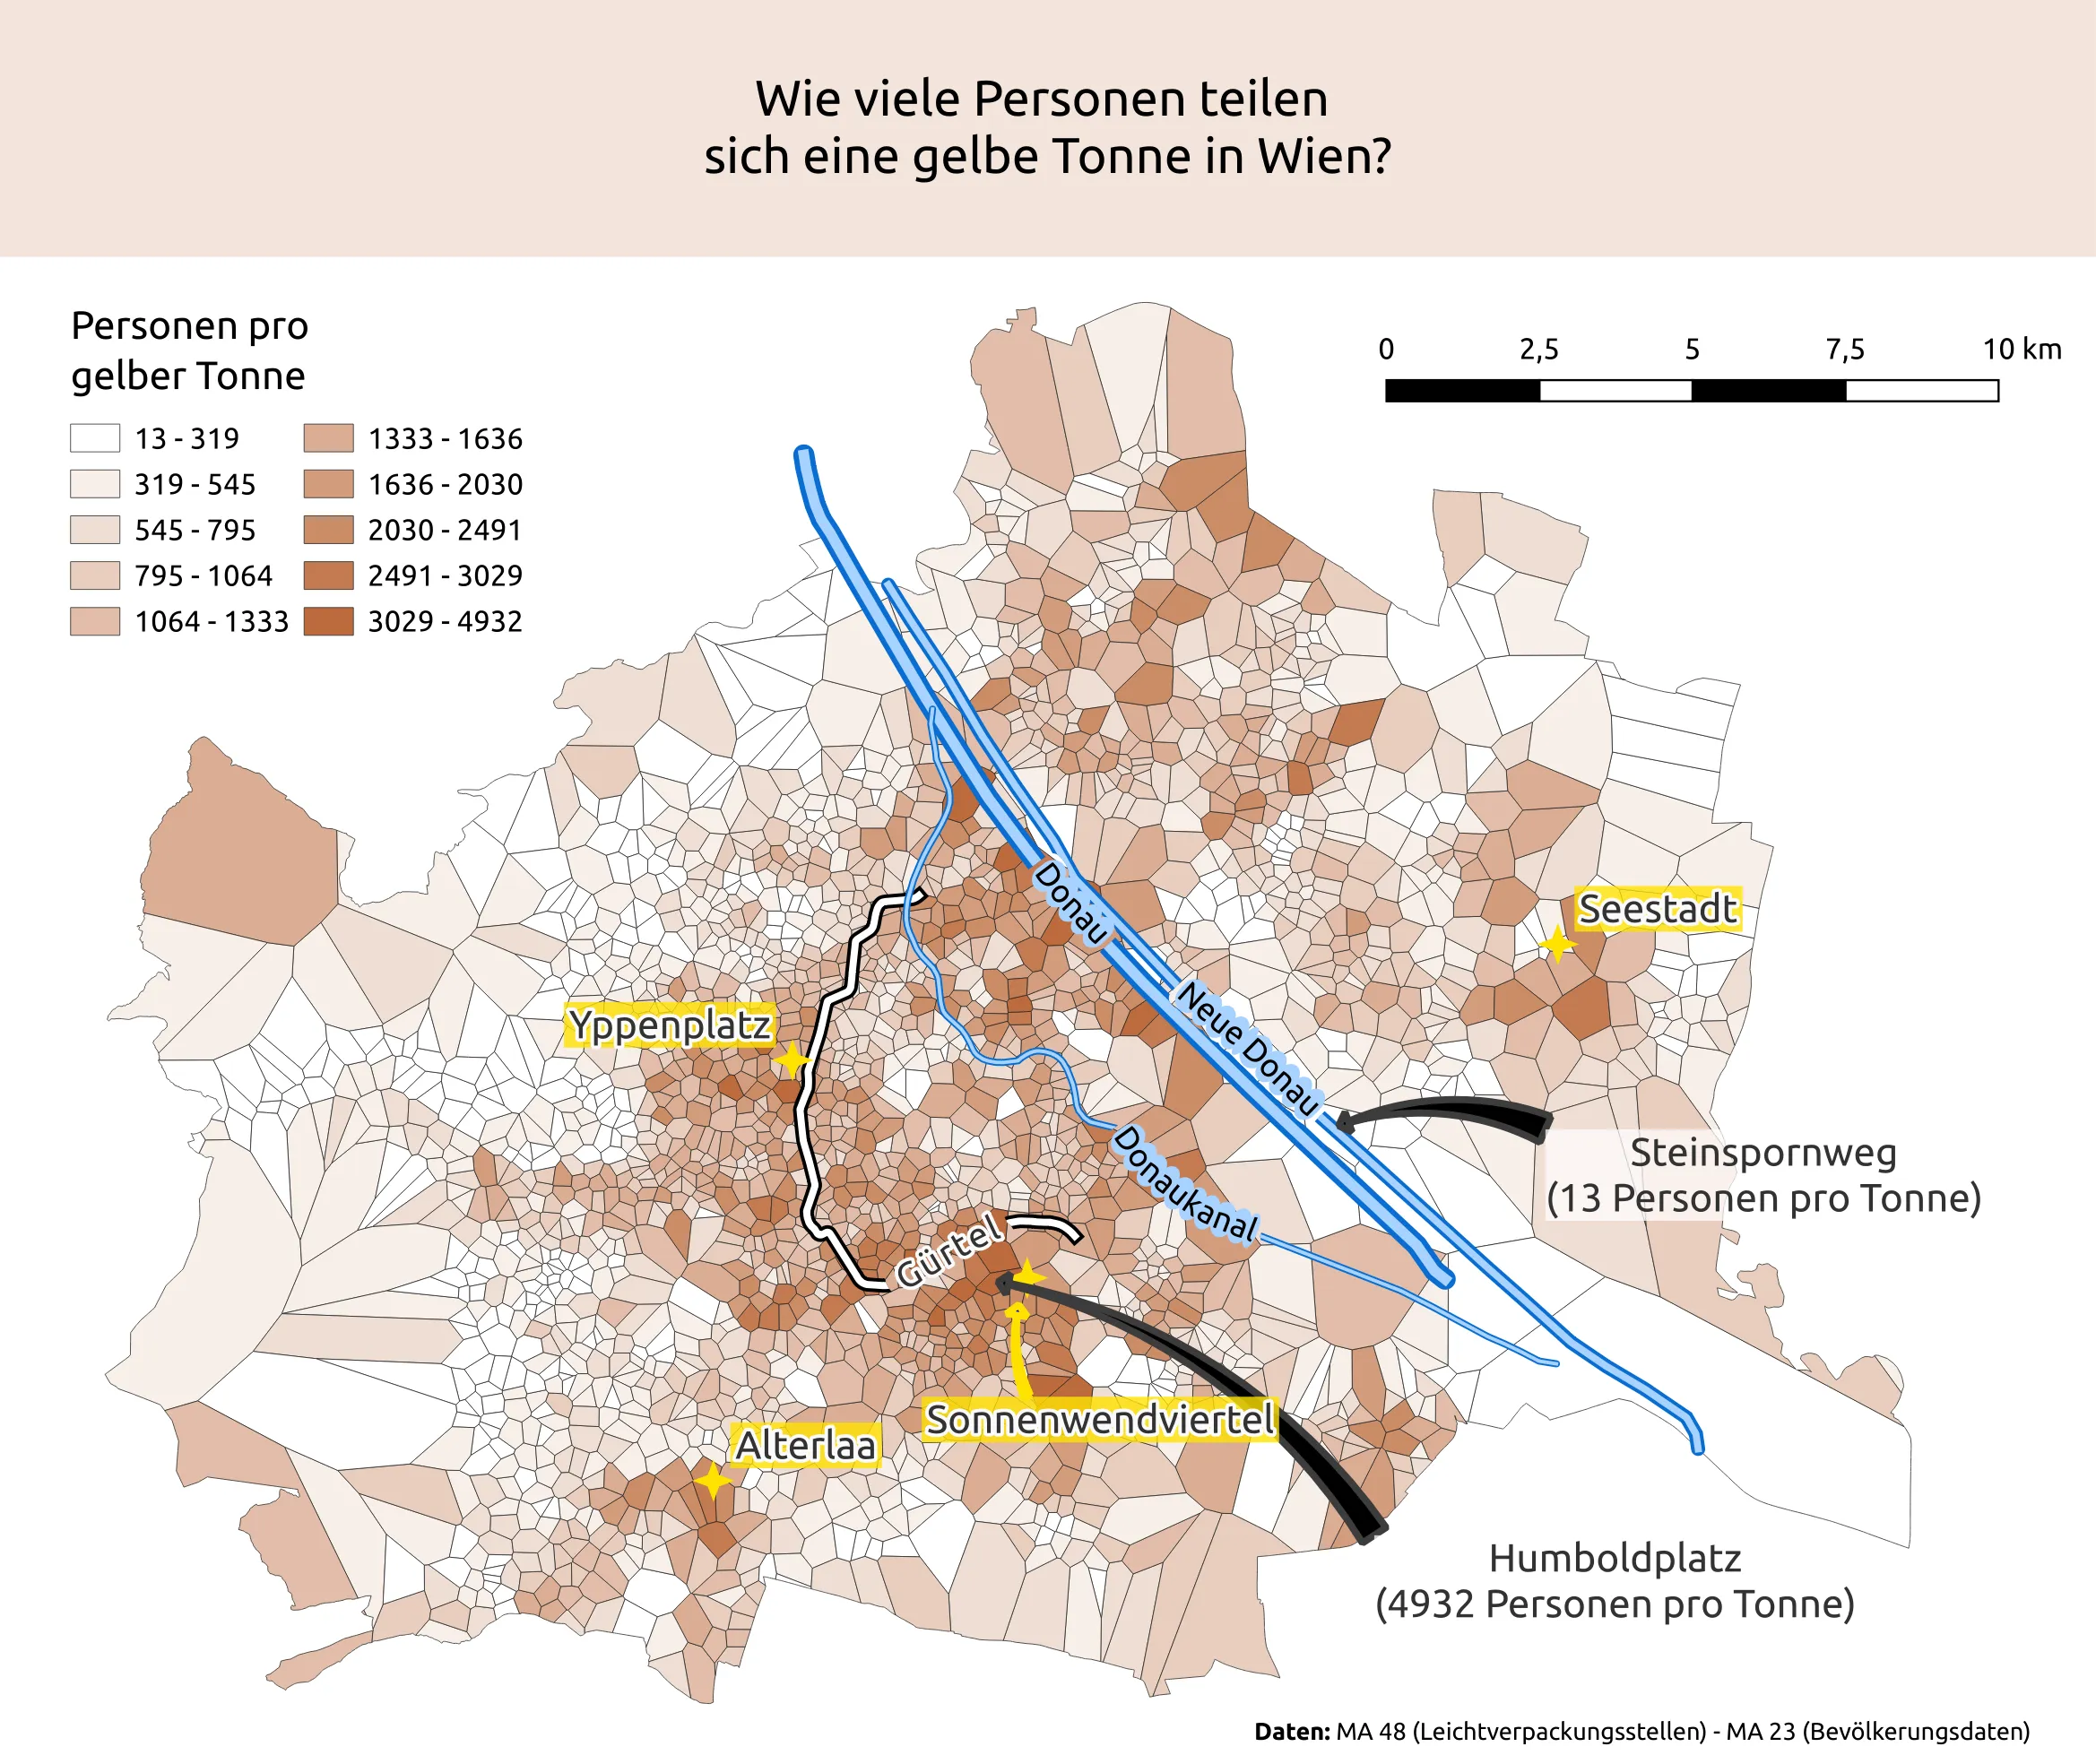 Wie viele Personen teilen
sich eine gelbe Tonne in Wien?
Personen pro
gelber Tonne
13 - 319
319 - 545
545 - 795
795 - 1064
1064 - 1333
1333 - 1636
1636 - 2030
2030 - 2491
2491 - 3029
3029 - 4932
0 2,5 5 7,5 10 km
Seestadt
Donau
Yppenplatz
Neue Donau
Steinspornweg
(13 Personen pro Tonne)
Donaukanal
Gürtel
Sonnenwendviertel
Alterlaa
Humboldplatz
(4932 Personen pro Tonne)
Daten: MA 48 (Leichtverpackungsstellen) - MA 23 (Bevölkerungsdaten)